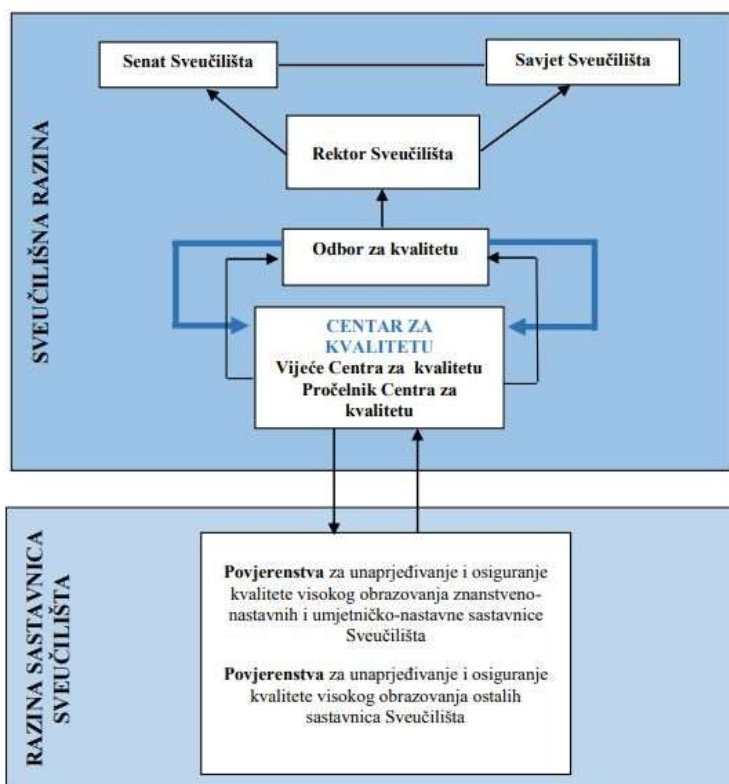 SVEUČILIŠNA RAZINA
Senat Sveučilišta
Savjet Sveučilišta
Rektor Sveučilišta
Odbor za kvalitetu
CENTAR ZA
KVALITETU
Vijeće Centra za kvalitetu
Pročelnik Centra za
kvalitetu
RAZINA SASTAVNICA
SVEUČILIŠTA
Povjerenstva za unaprjeđivanje i osiguranje
kvalitete visokog obrazovanja znanstveno-
nastavnih i umjetničko-nastavne sastavnice
Sveučilišta
Povjerenstva za unaprjeđivanje i osiguranje
kvalitete visokog obrazovanja ostalih
sastavnica Sveučilišta